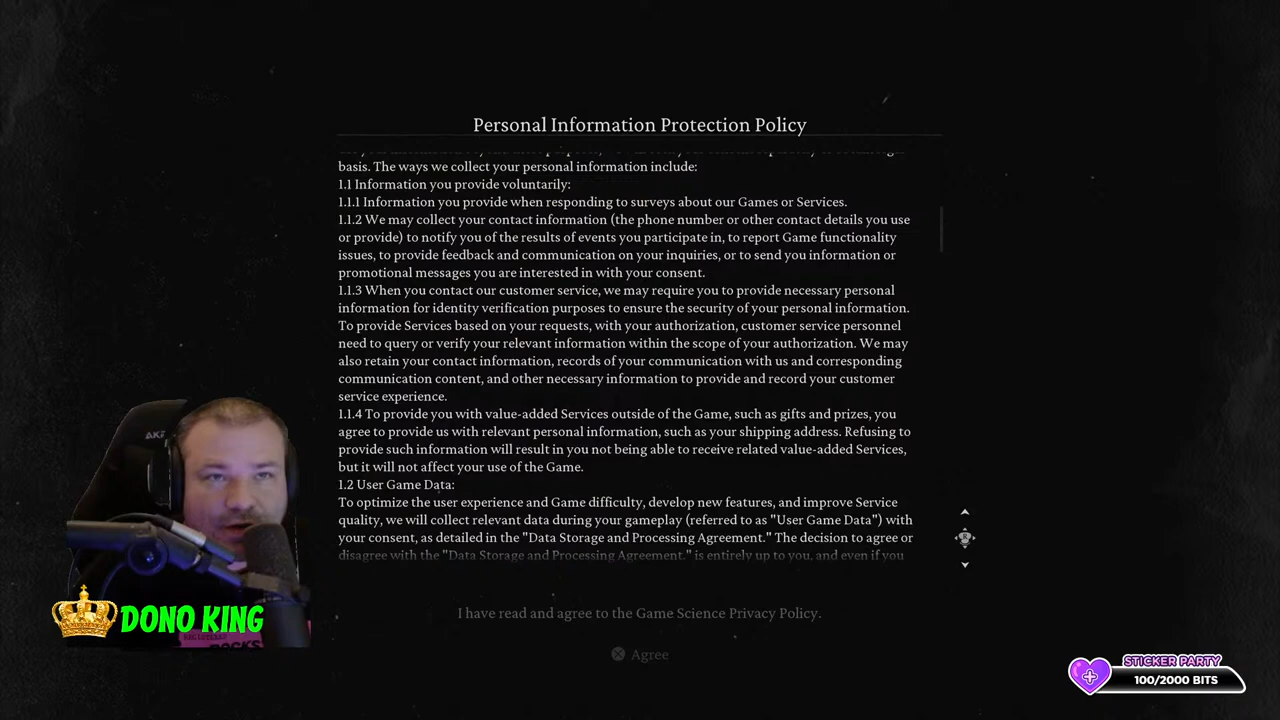 Personal Information Protection Policy
basis. The ways we collect your personal information include:
1.1 Information you provide voluntarily:
1.1.1 Information you provide when responding to surveys about our Games or Services.
1.1.2 We may collect your contact information (the phone number or other contact details you use
or provide) to notify you of the results of events you participate in, to report Game functionality
issues, to provide feedback and communication on your inquiries, or to send you information or
promotional messages you are interested in with your consent.
1.1.3 When you contact our customer service, we may require you to provide necessary personal
information for identity verification purposes to ensure the security of your personal information.
To provide Services based on your requests, with your authorization, customer service personnel
need to query or verify your relevant information within the scope of your authorization. We may
also retain your contact information, records of your communication with us and corresponding
communication content, and other necessary information to provide and record your customer
service experience.
1.1.4 To provide you with value-added Services outside of the Game, such as gifts and prizes, you
agree to provide us with relevant personal information, such as your shipping address. Refusing to
provide such information will result in you not being able to receive related value-added Services,
but it will not affect your use of the Game.
1.2 User Game Data:
To optimize the user experience and Game difficulty, develop new features, and improve Service
quality, we will collect relevant data during your gameplay (referred to as "User Game Data") with
your consent, as detailed in the "Data Storage and Processing Agreement." The decision to agree or
disagree with the "Data Storage and Processing Agreement." is entirely up to you, and even if you
R
I have read and agree to the Game Science Privacy Policy.
Agree
DONO KING
STICKER PARTY
100/2000 BITS